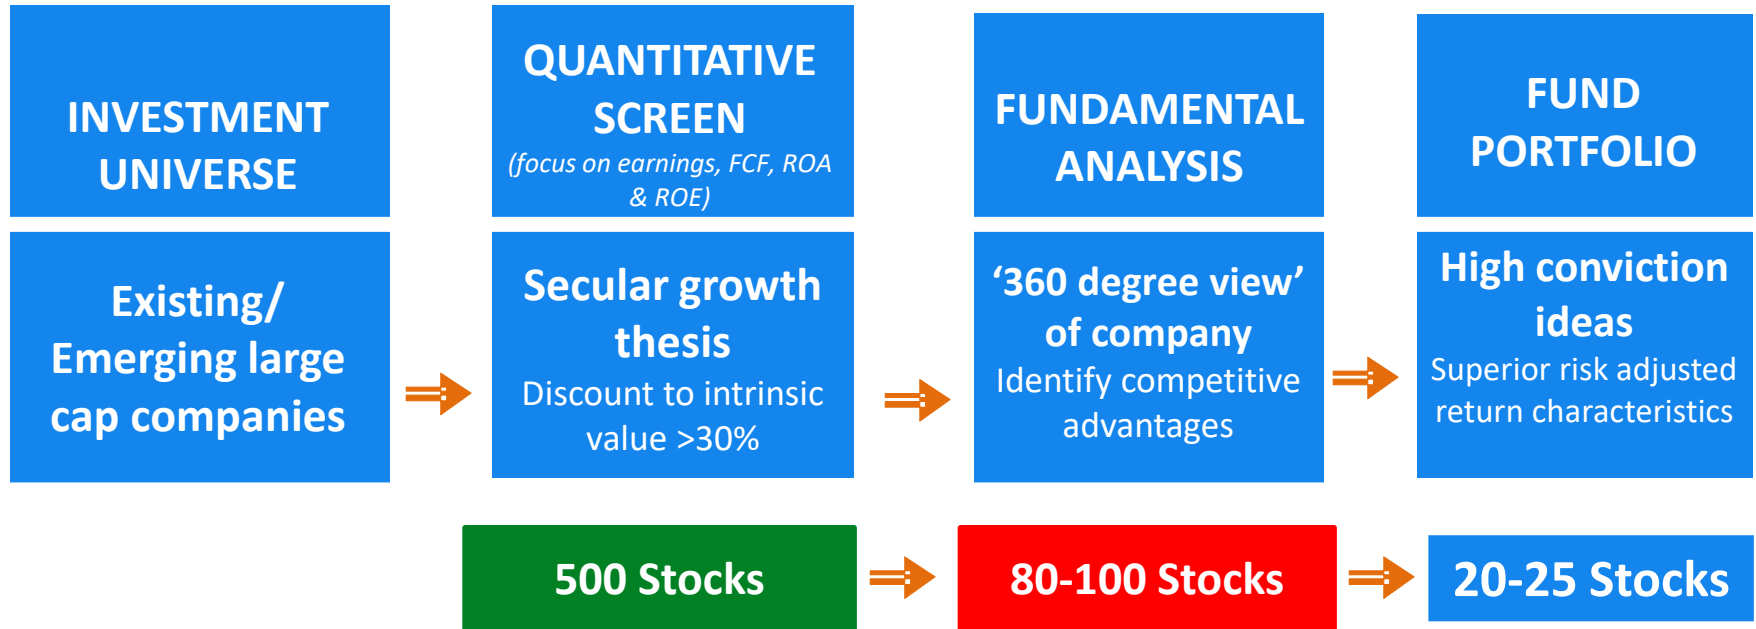 INVESTMENT
UNIVERSE
QUANTITATIVE
SCREEN
(focus on earnings, FCF, ROA
& ROE)
FUNDAMENTAL
ANALYSIS
FUND
PORTFOLIO
Existing/
Emerging large
cap companies
Secular growth
thesis
Discount to intrinsic
value >30%
‘360 degree view’
of company
Identify competitive
advantages
High conviction
ideas
Superior risk adjusted
return characteristics
500 Stocks
80-100 Stocks
20-25 Stocks